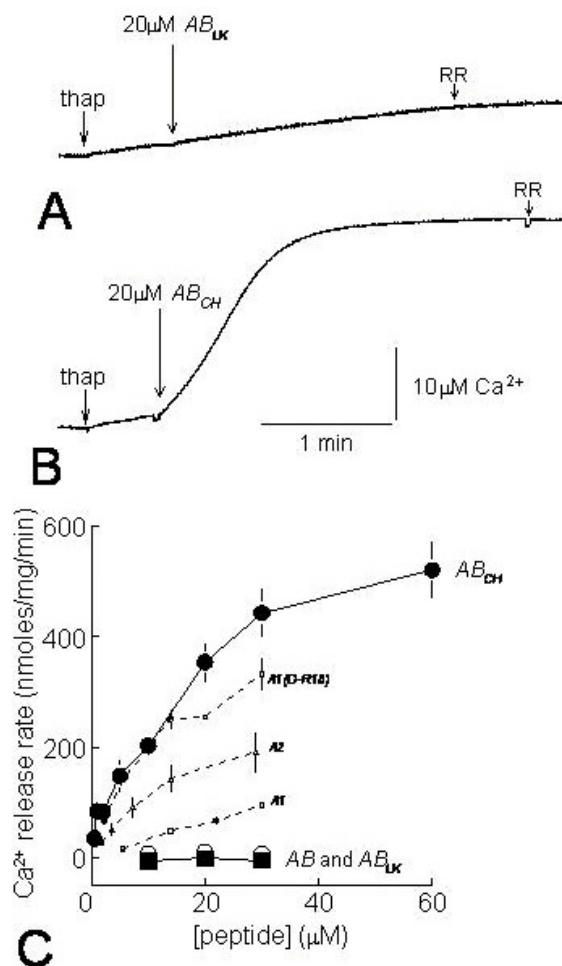 20µM AB_LK
thap
RR
A
RR
20µM AB_CH
thap
10µM Ca²⁺
1 min
B
600
400
200
0
Ca²⁺ release rate (nmoles/mg/min)
AB_CH
A1(D-R18)
A2
A1
AB and AB_LK
0 20 40 60
[peptide] (µM)
C